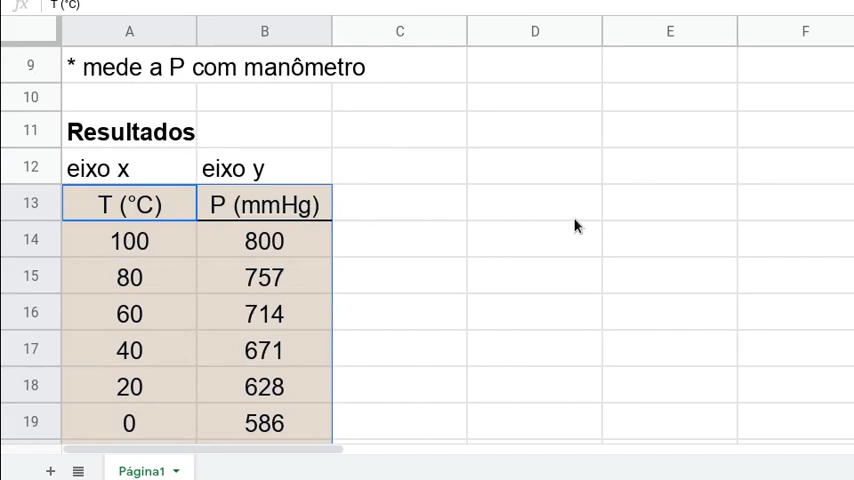 fx T (°C)
A B C D E F
9 * mede a P com manômetro
10
11 Resultados
12 eixo x eixo y
13 T (°C) P (mmHg)
14 100 800
15 80 757
16 60 714
17 40 671
18 20 628
19 0 586
+ Página1